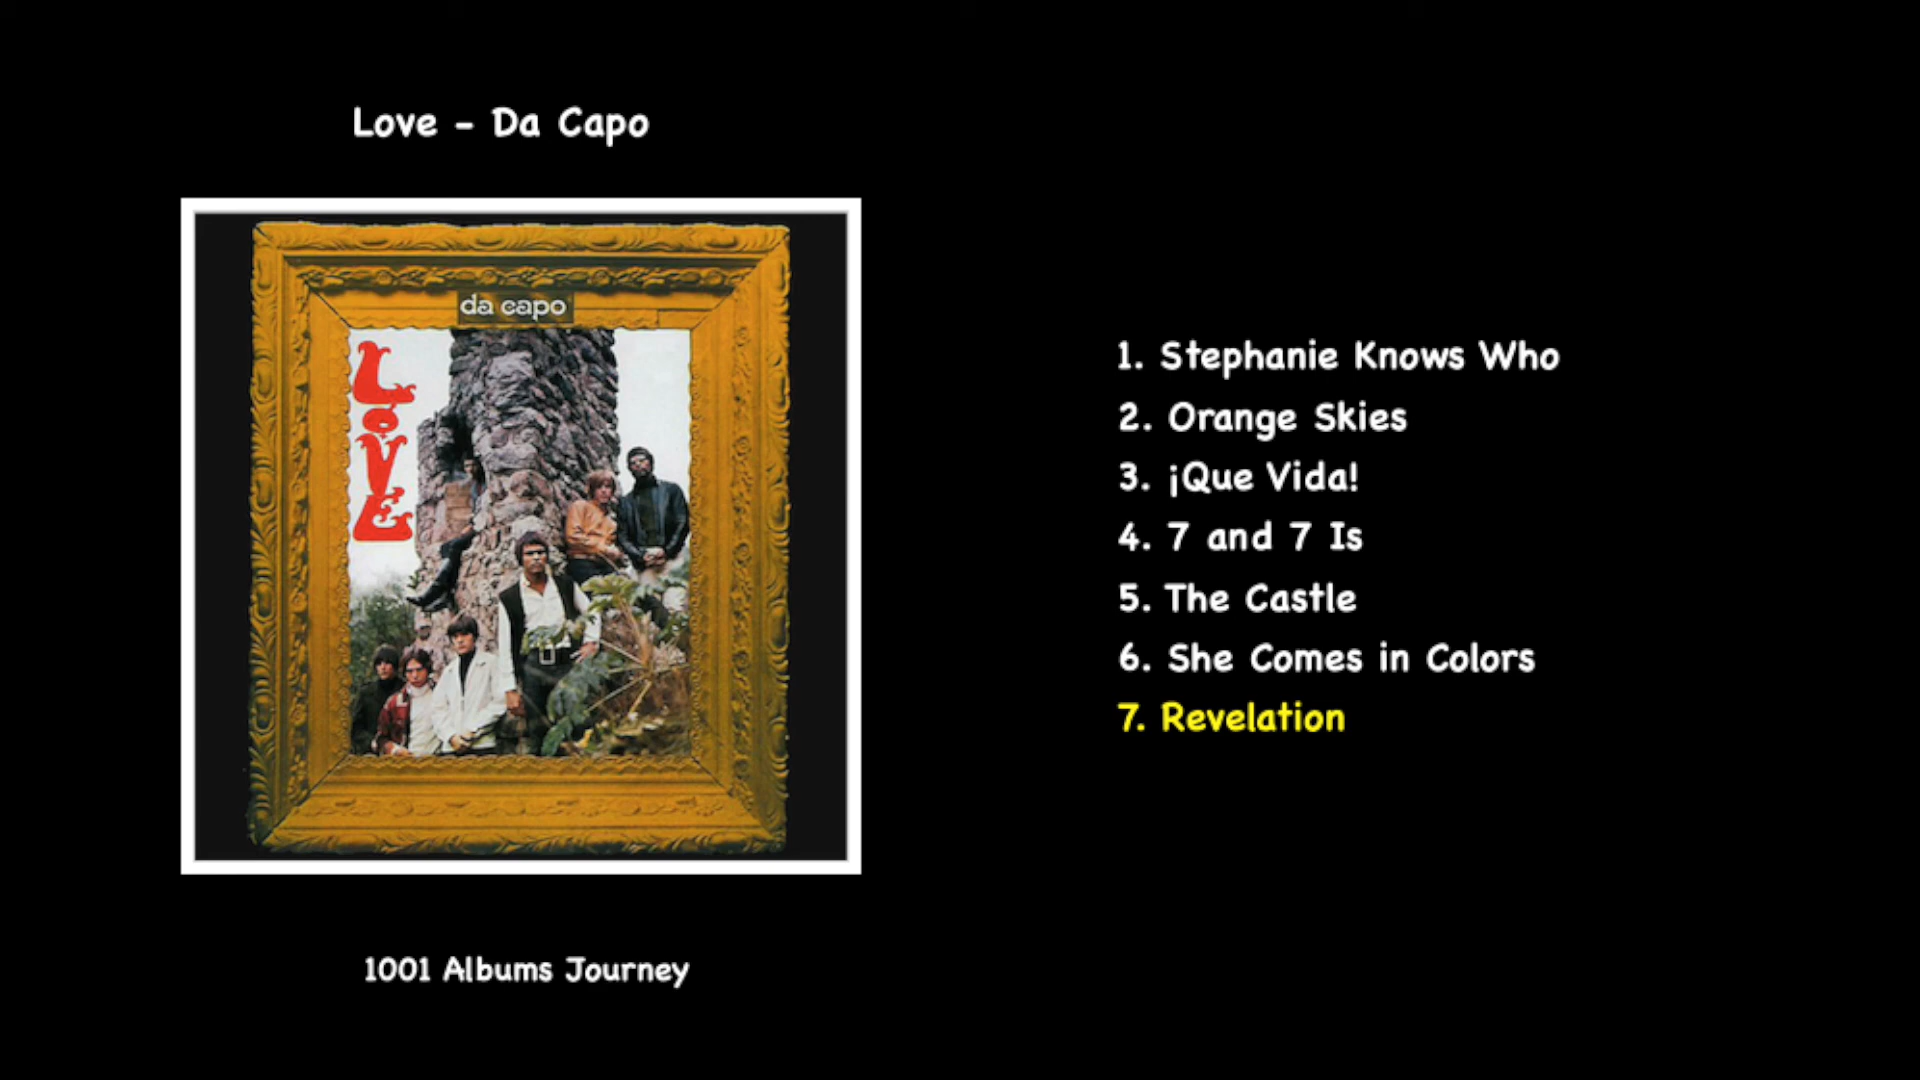 Love - Da Capo
da capo
LOVE
1. Stephanie Knows Who
2. Orange Skies
3. ¡Que Vida!
4. 7 and 7 Is
5. The Castle
6. She Comes in Colors
7. Revelation
1001 Albums Journey